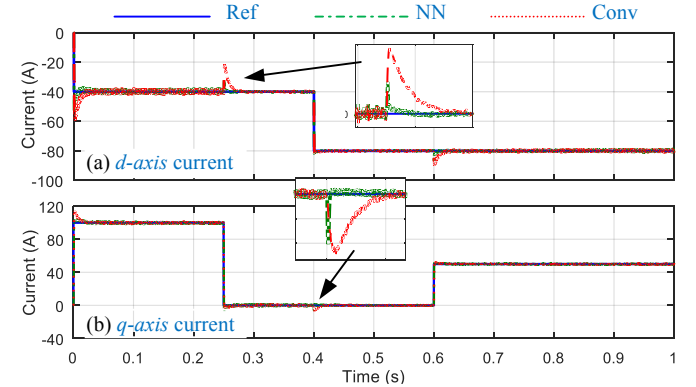 Ref NN Conv
0
-20
-40
-60
-80
-100
Current (A)
(a) d-axis current
120
80
40
0
-40
Current (A)
(b) q-axis current
0 0.1 0.2 0.3 0.4 0.5 0.6 0.7 0.8 0.9 1
Time (s)